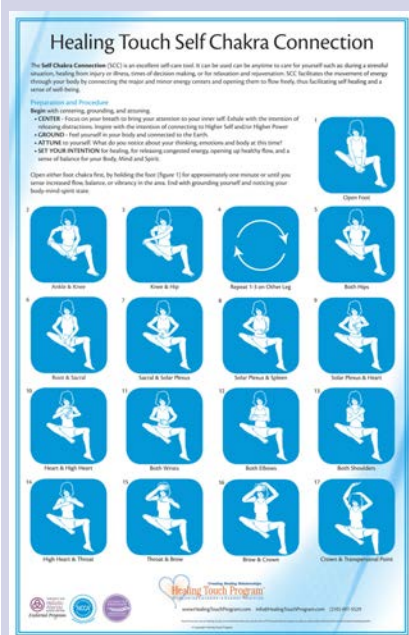 Healing Touch Self Chakra Connection
The Self Chakra Connection (SCC) is an excellent self-care tool. It can be used can be anytime to care for yourself such as during a stressful
situation, healing from injury or illness, times of decision making, or for relaxation and rejuvenation. SCC facilitates the movement of energy
through your body by connecting the major and minor energy centers and opening them to flow freely, thus facilitating self healing and a
sense of well-being.
Preparation and Procedure
Begin with centering, grounding, and attuning.
• CENTER - Focus on your breath to bring your attention to your inner self. Exhale with the intention of
releasing distractions. Inspire with the intention of connecting to Higher Self and/or Higher Power
• GROUND - Feel yourself in your body and connected to the Earth.
• ATTUNE to yourself. What do you notice about your thinking, emotions and body at this time?
• SET YOUR INTENTION for healing, for releasing congested energy, opening up healthy flow, and a
sense of balance for your Body, Mind and Spirit.
Open either foot chakra first, by holding the foot (figure 1) for approximately one minute or until you
sense increased flow, balance, or vibrancy in the area. End with grounding yourself and noticing your
body-mind-spirit state.
1
Open Foot
2
3
4
5
Ankle & Knee
Knee & Hip
Repeat 1-3 on Other Leg
Both Hips
6
7
8
9
Root & Sacral
Sacral & Solar Plexus
Solar Plexus & Spleen
Solar Plexus & Heart
10
11
12
13
Heart & High Heart
Both Wrists
Both Elbows
Both Shoulders
14
15
16
17
High Heart & Throat
Throat & Brow
Brow & Crown
Crown & Transpersonal Point
Healing Touch Program
www.HealingTouchProgram.com info@HealingTouchProgram.com